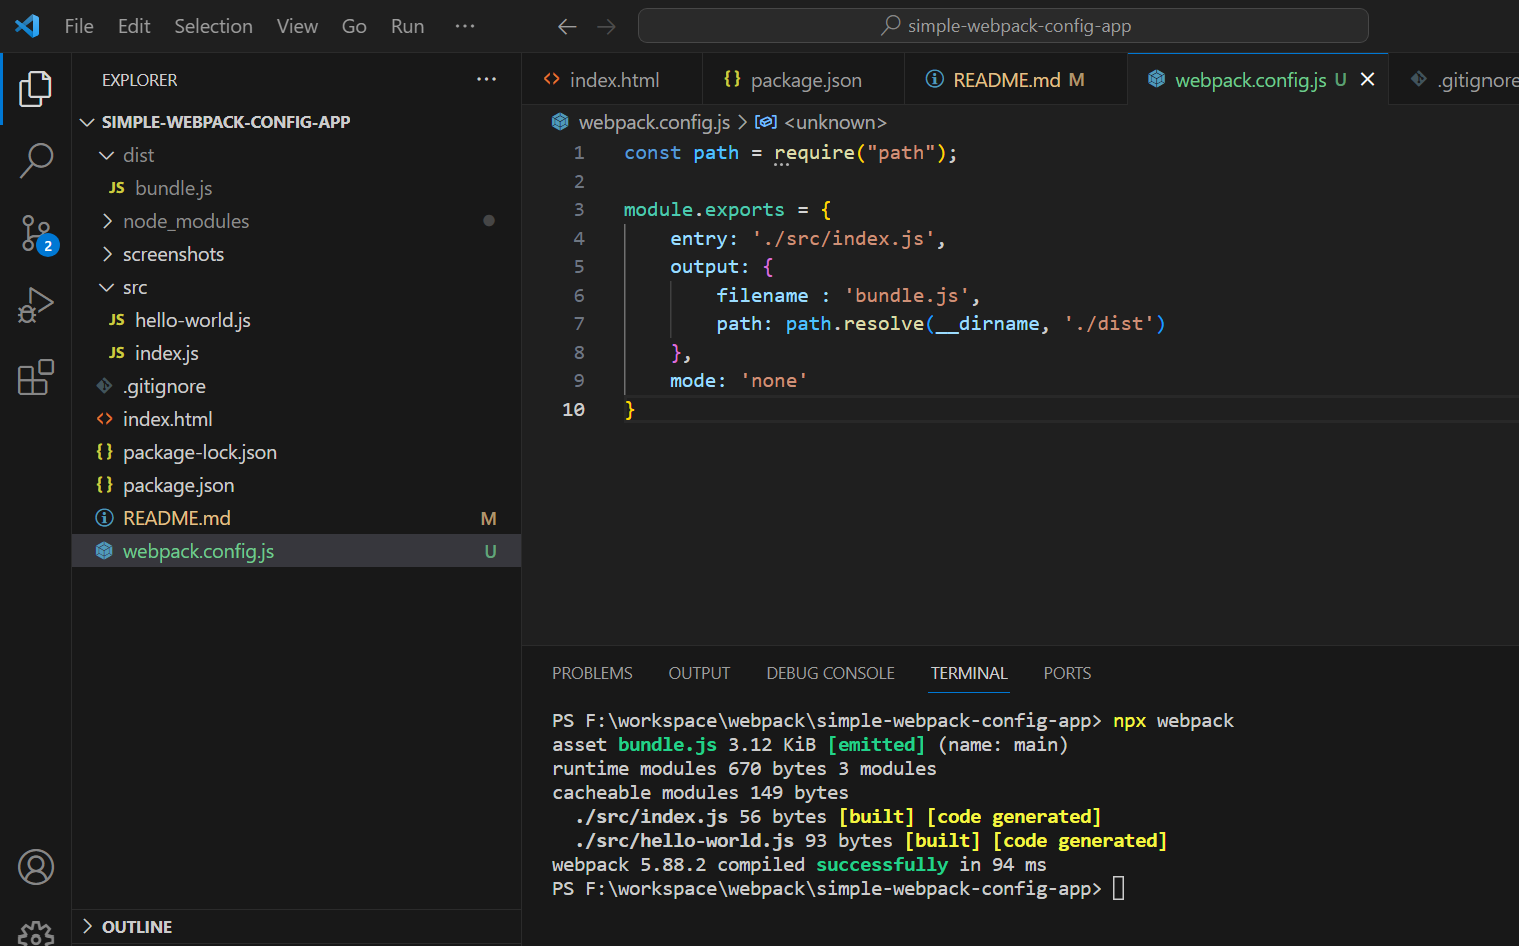 File Edit Selection View Go Run ···
simple-webpack-config-app
EXPLORER ···
SIMPLE-WEBPACK-CONFIG-APP
dist
JS bundle.js
node_modules
screenshots
src
JS hello-world.js
JS index.js
.gitignore
<> index.html
{} package-lock.json
{} package.json
README.md M
webpack.config.js U
OUTLINE
2
<> index.html
{} package.json
README.md M
webpack.config.js U
.gitignore
webpack.config.js > <unknown>
1 const path = require("path");
2
3 module.exports = {
4 entry: './src/index.js',
5 output: {
6 filename : 'bundle.js',
7 path: path.resolve(__dirname, './dist')
8 },
9 mode: 'none'
10 }
PROBLEMS OUTPUT DEBUG CONSOLE TERMINAL PORTS
PS F:\workspace\webpack\simple-webpack-config-app> npx webpack
asset bundle.js 3.12 KiB [emitted] (name: main)
runtime modules 670 bytes 3 modules
cacheable modules 149 bytes
./src/index.js 56 bytes [built] [code generated]
./src/hello-world.js 93 bytes [built] [code generated]
webpack 5.88.2 compiled successfully in 94 ms
PS F:\workspace\webpack\simple-webpack-config-app>